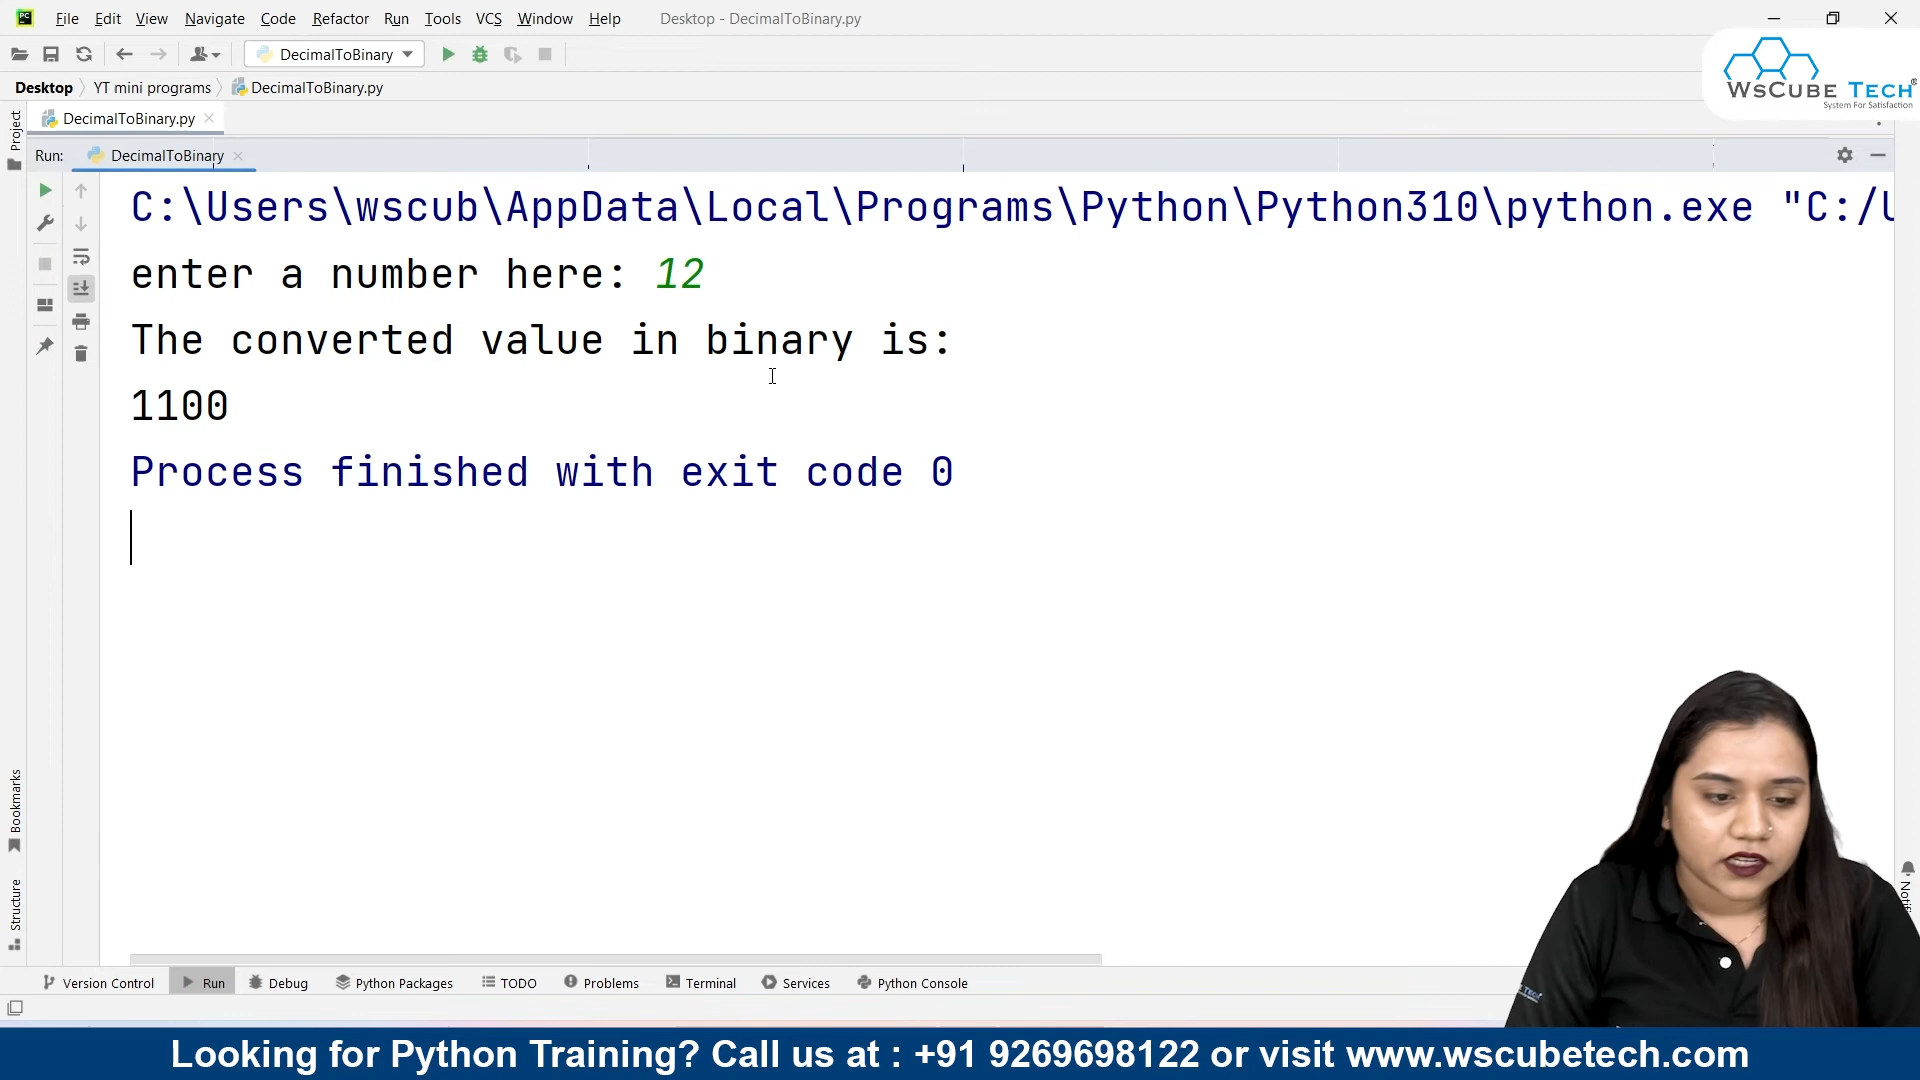 File Edit View Navigate Code Refactor Run Tools VCS Window Help Desktop - DecimalToBinary.py
DecimalToBinary
WsCube Tech®
System For Satisfaction
Desktop YT mini programs DecimalToBinary.py
Project
DecimalToBinary.py
Run: DecimalToBinary
C:\Users\wscub\AppData\Local\Programs\Python\Python310\python.exe "C:/U
enter a number here: 12
The converted value in binary is:
1100
Process finished with exit code 0
Bookmarks
Structure
Version Control Run Debug Python Packages TODO Problems Terminal Services Python Console
Looking for Python Training? Call us at : +91 9269698122 or visit www.wscubetech.com